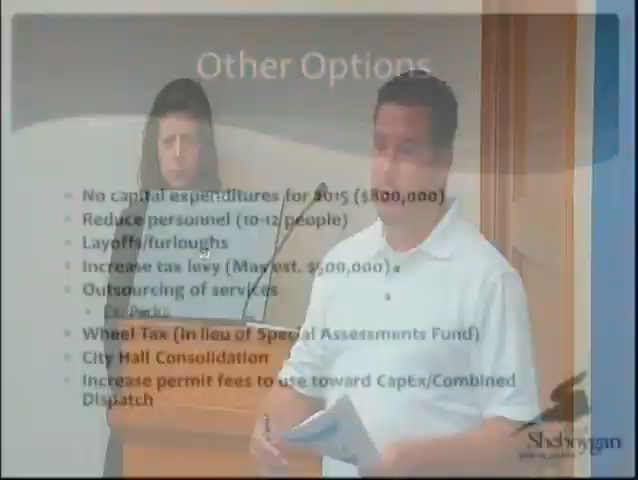 Other Options
No capital expenditures for 2015 ($800,000)
Reduce personnel (10-12 people)
Layoffs/furloughs
Increase tax levy (Max est. $500,000)
Outsourcing of services
Wheel Tax (In lieu of Special Assessments Fund)
City Hall Consolidation
Increase permit fees to use toward CapEx/Combined
Dispatch
Sheboygan